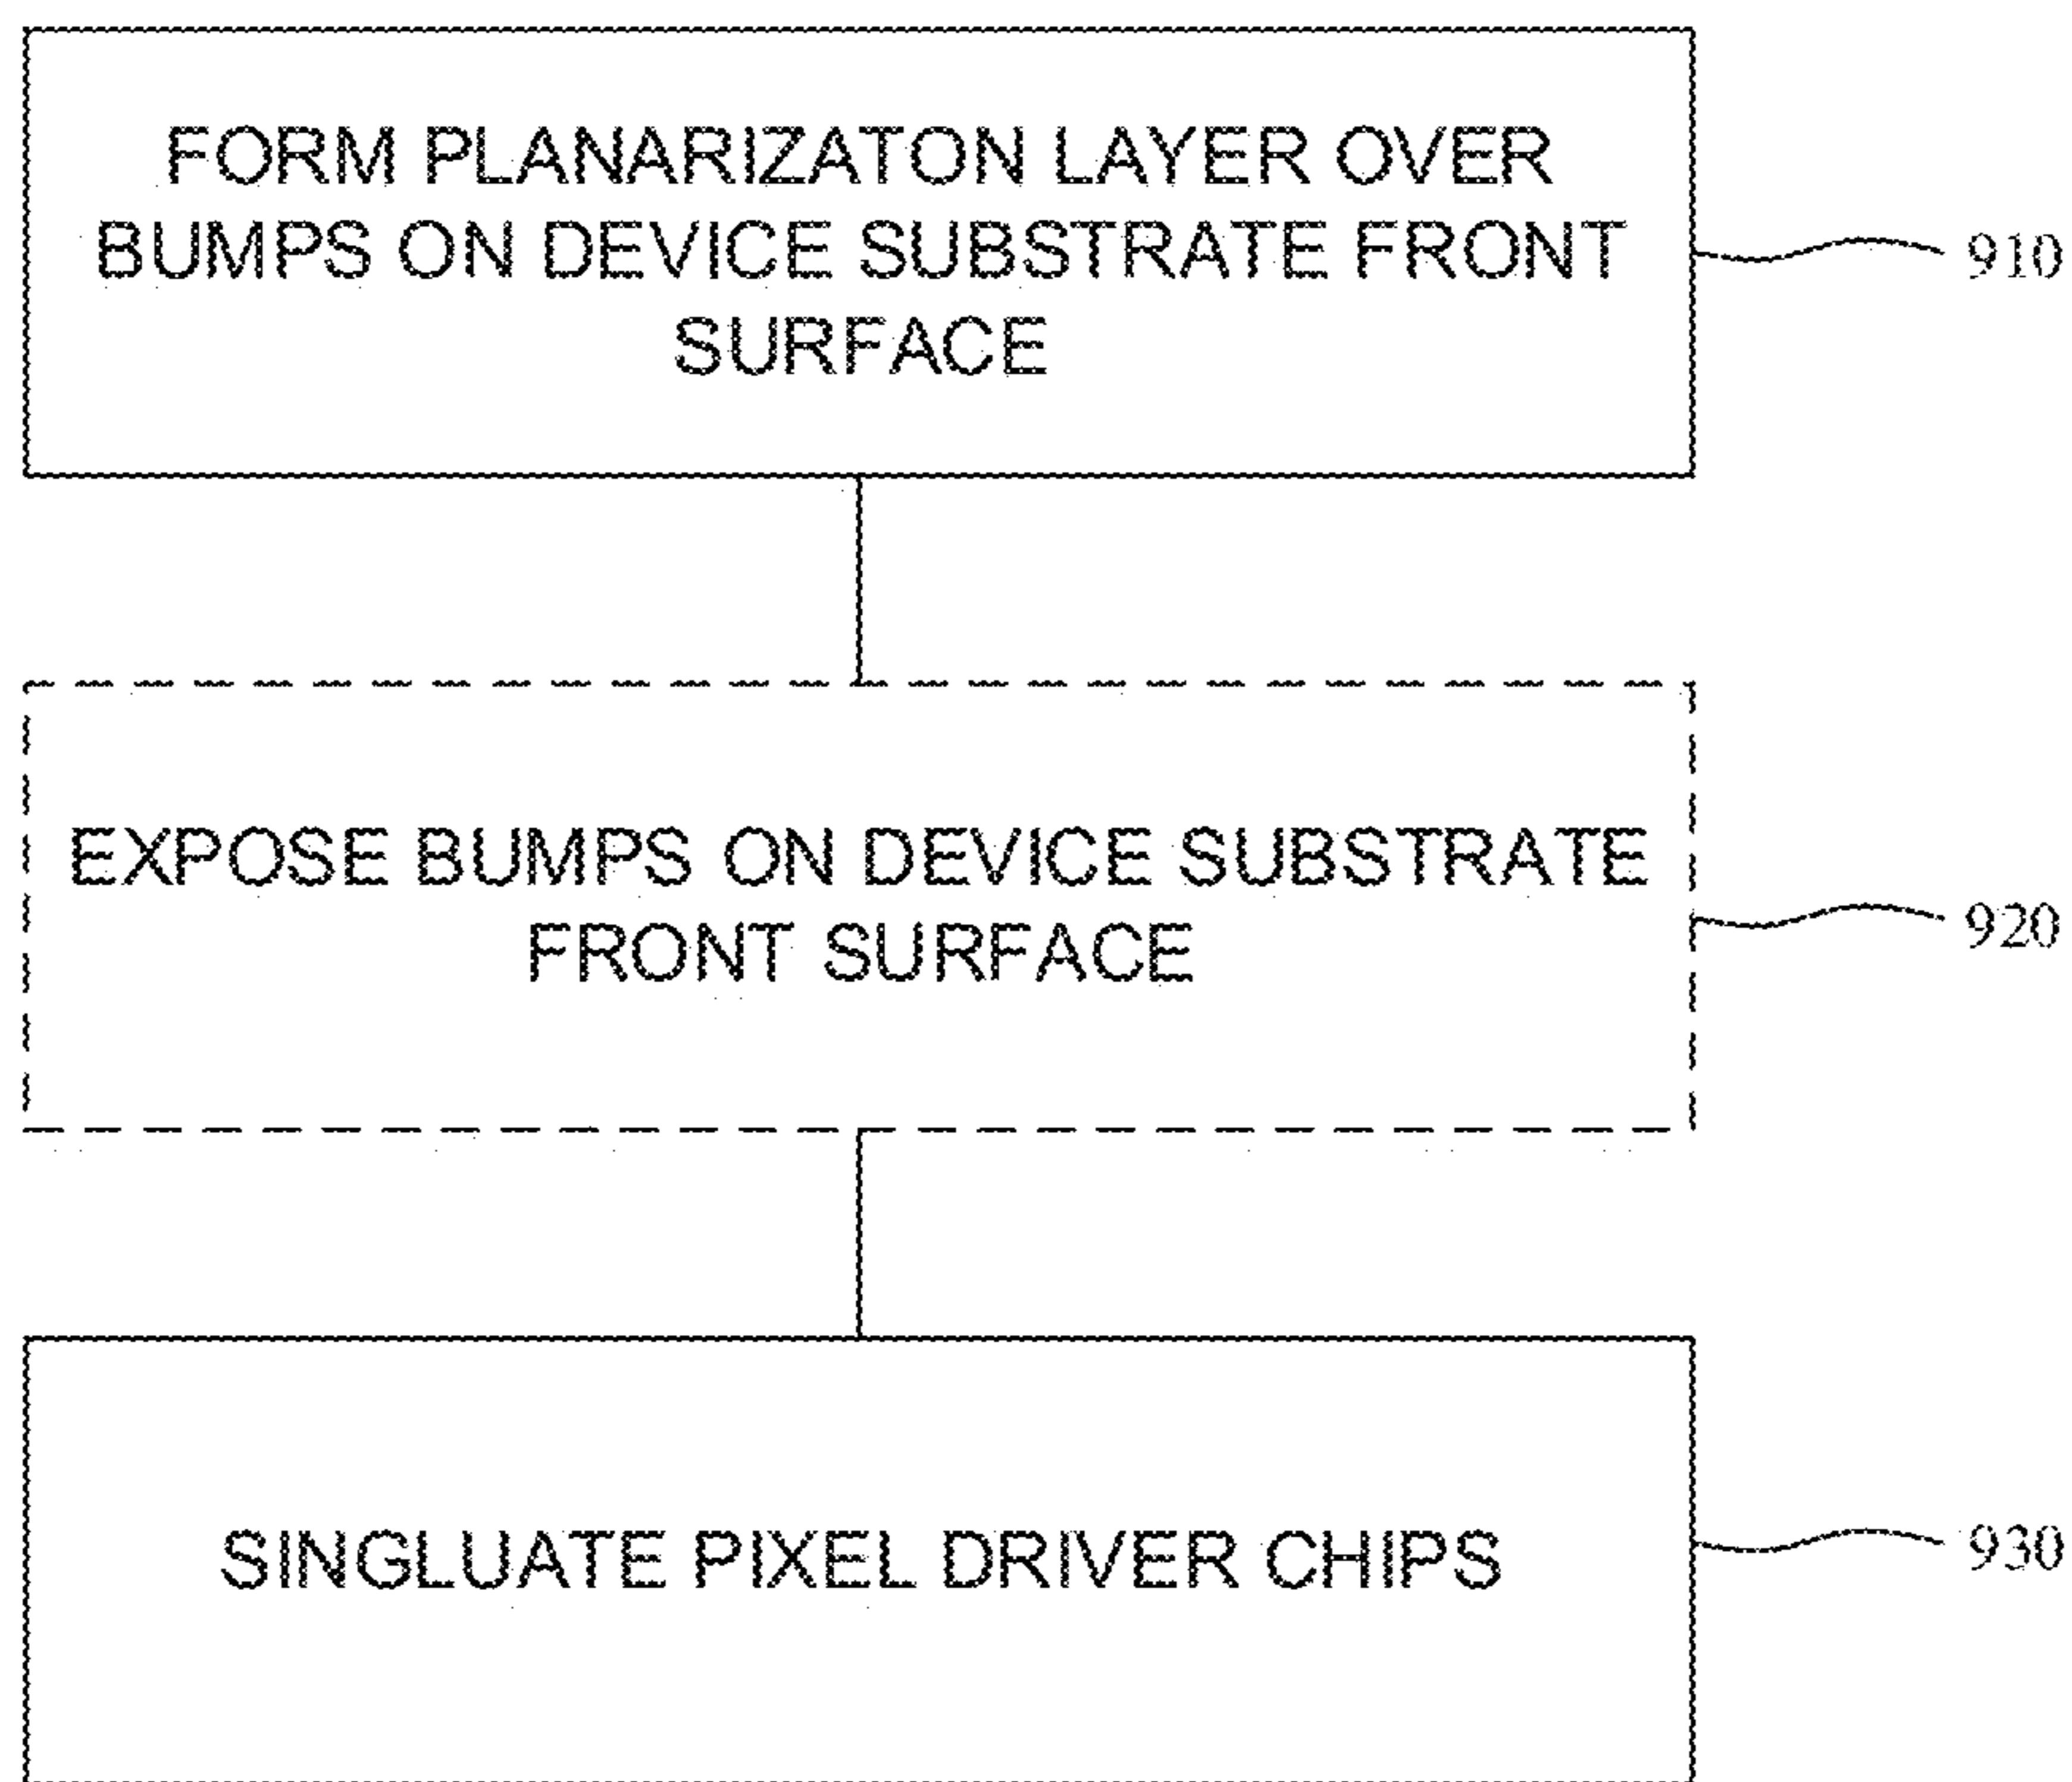 FORM PLANARIZATON LAYER OVER
BUMPS ON DEVICE SUBSTRATE FRONT
SURFACE
910
EXPOSE BUMPS ON DEVICE SUBSTRATE
FRONT SURFACE
920
SINGLUATE PIXEL DRIVER CHIPS
930